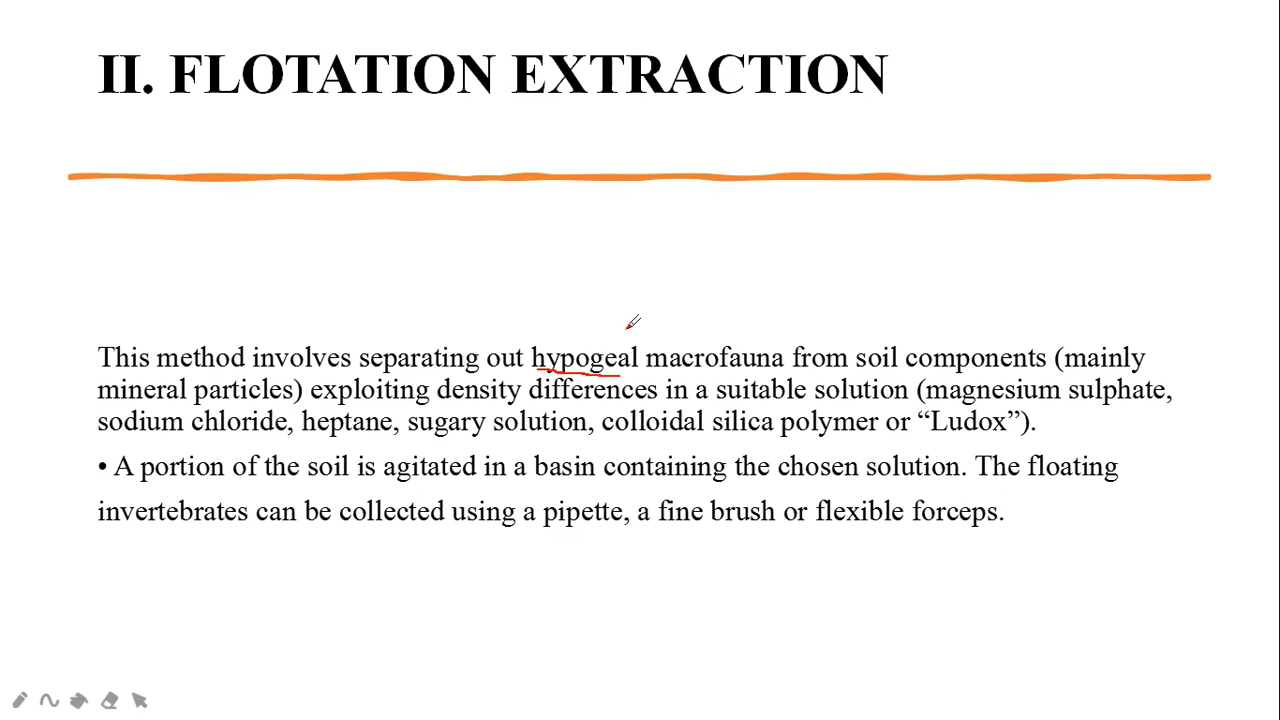 II. FLOTATION EXTRACTION
This method involves separating out hypogeal macrofauna from soil components (mainly
mineral particles) exploiting density differences in a suitable solution (magnesium sulphate,
sodium chloride, heptane, sugary solution, colloidal silica polymer or “Ludox”).
• A portion of the soil is agitated in a basin containing the chosen solution. The floating
invertebrates can be collected using a pipette, a fine brush or flexible forceps.